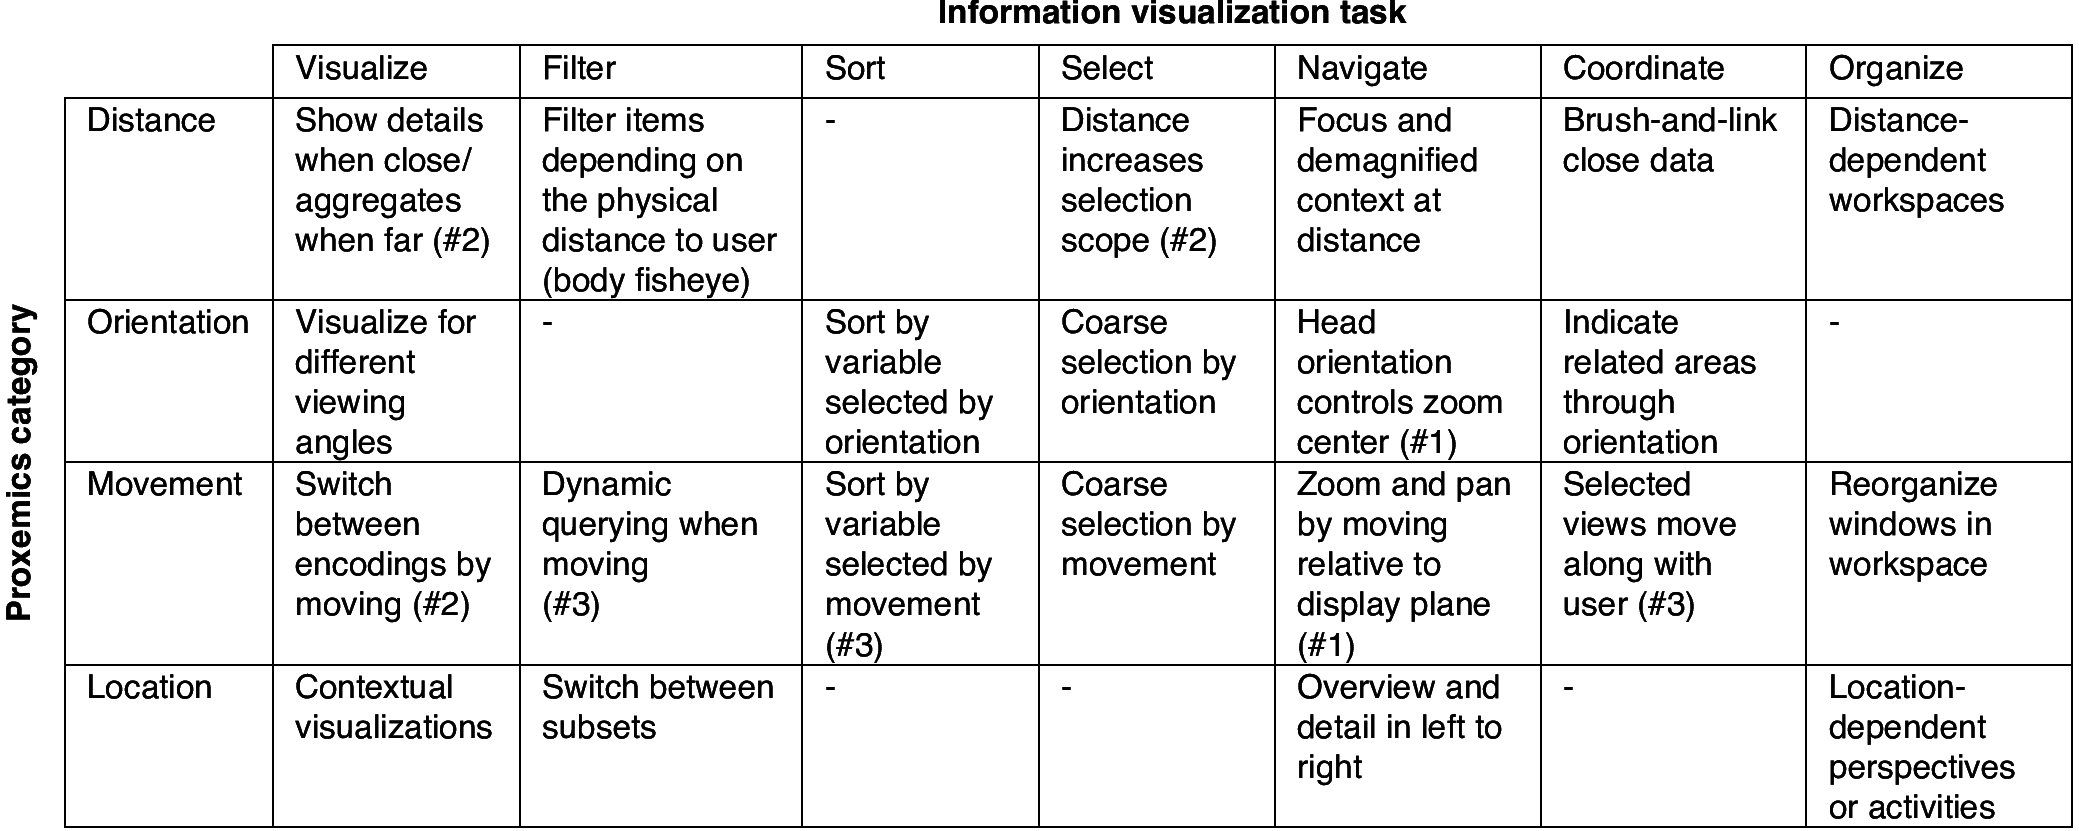 Information visualization task
Visualize
Filter
Sort
Select
Navigate
Coordinate
Organize
Proxemics category
Distance
Show details
when close/
aggregates
when far (#2)
Filter items
depending on
the physical
distance to user
(body fisheye)
-
Distance
increases
selection
scope (#2)
Focus and
demagnified
context at
distance
Brush-and-link
close data
Distance-
dependent
workspaces
Orientation
Visualize for
different
viewing
angles
-
Sort by
variable
selected by
orientation
Coarse
selection by
orientation
Head
orientation
controls zoom
center (#1)
Indicate
related areas
through
orientation
-
Movement
Switch
between
encodings by
moving (#2)
Dynamic
querying when
moving
(#3)
Sort by
variable
selected by
movement
(#3)
Coarse
selection by
movement
Zoom and pan
by moving
relative to
display plane
(#1)
Selected
views move
along with
user (#3)
Reorganize
windows in
workspace
Location
Contextual
visualizations
Switch between
subsets
-
-
Overview and
detail in left to
right
-
Location-
dependent
perspectives
or activities